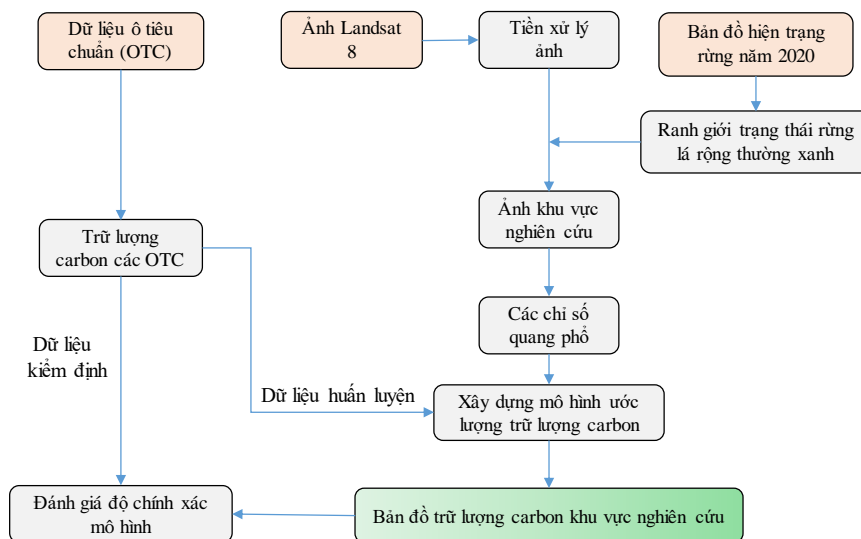 Dữ liệu ô tiêu
chuẩn (OTC)
Ảnh Landsat
8
Tiền xử lý
ảnh
Bản đồ hiện trạng
rừng năm 2020
Ranh giới trạng thái rừng
lá rộng thường xanh
Trữ lượng
carbon các OTC
Ảnh khu vực
nghiên cứu
Các chỉ số
quang phổ
Dữ liệu
kiểm định
Dữ liệu huấn luyện
Xây dựng mô hình ước
lượng trữ lượng carbon
Đánh giá độ chính xác
mô hình
Bản đồ trữ lượng carbon khu vực nghiên cứu